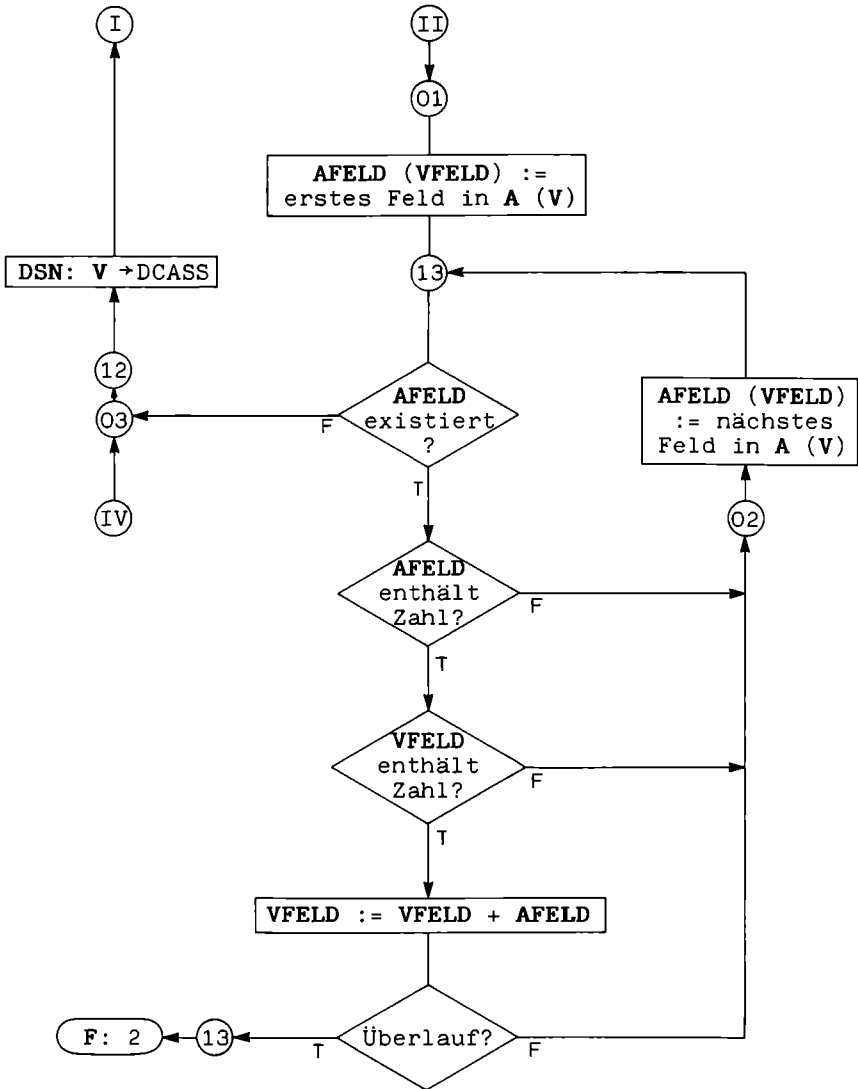 I
II
01
AFELD (VFELD) :=
erstes Feld in A (V)
DSN: V →DCASS
13
12
03
IV
AFELD
existiert
?
F
T
AFELD (VFELD)
:= nächstes
Feld in A (V)
02
AFELD
enthält
Zahl?
F
T
VFELD
enthält
Zahl?
F
T
VFELD := VFELD + AFELD
Überlauf?
T
F
13
F: 2